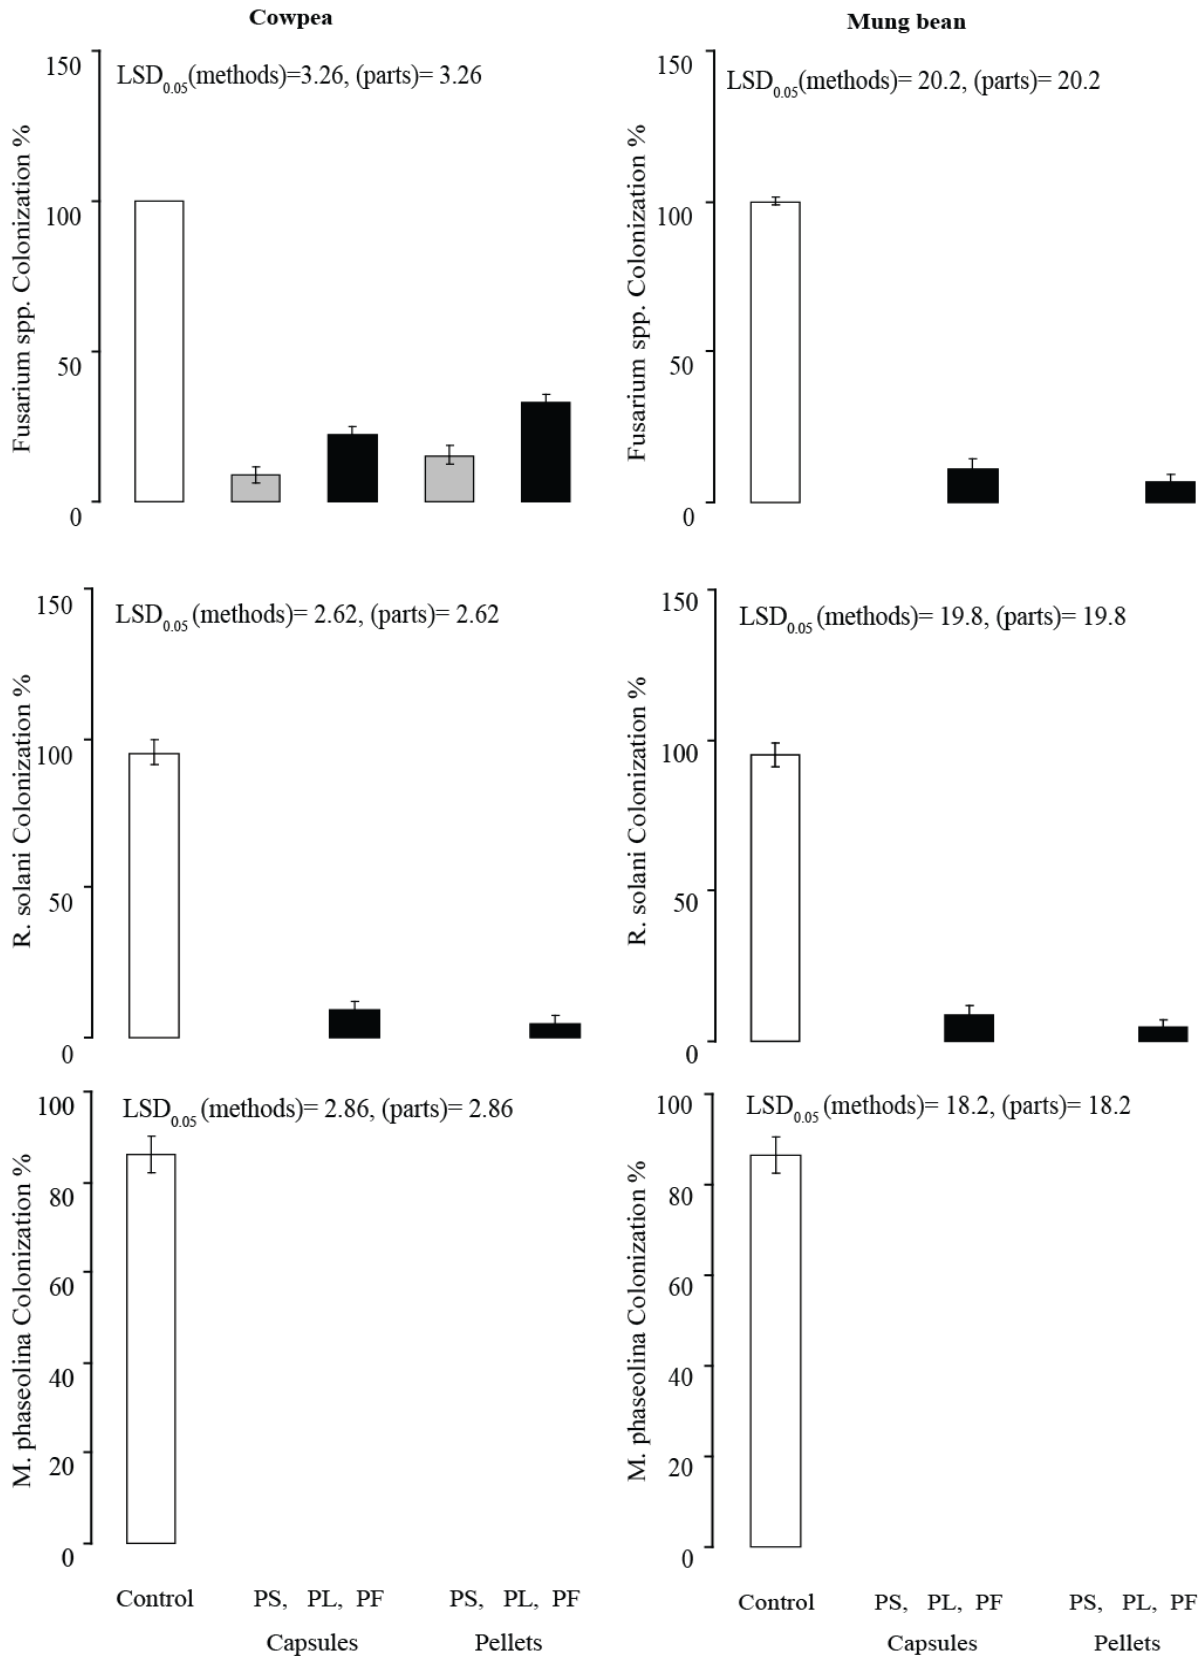 Cowpea
Mung bean
LSD0.05(methods)=3.26, (parts)= 3.26
Fusarium spp. Colonization %
150
100
50
0
LSD0.05(methods)= 20.2, (parts)= 20.2
Fusarium spp. Colonization %
150
100
50
0
LSD0.05 (methods)= 2.62, (parts)= 2.62
R. solani Colonization %
150
100
50
0
LSD0.05 (methods)= 19.8, (parts)= 19.8
R. solani Colonization %
150
100
50
0
LSD0.05 (methods)= 2.86, (parts)= 2.86
M. phaseolina Colonization %
100
80
60
40
20
0
LSD0.05 (methods)= 18.2, (parts)= 18.2
M. phaseolina Colonization %
100
80
60
40
20
0
Control PS, PL, PF PS, PL, PF
Capsules Pellets
Control PS, PL, PF PS, PL, PF
Capsules Pellets